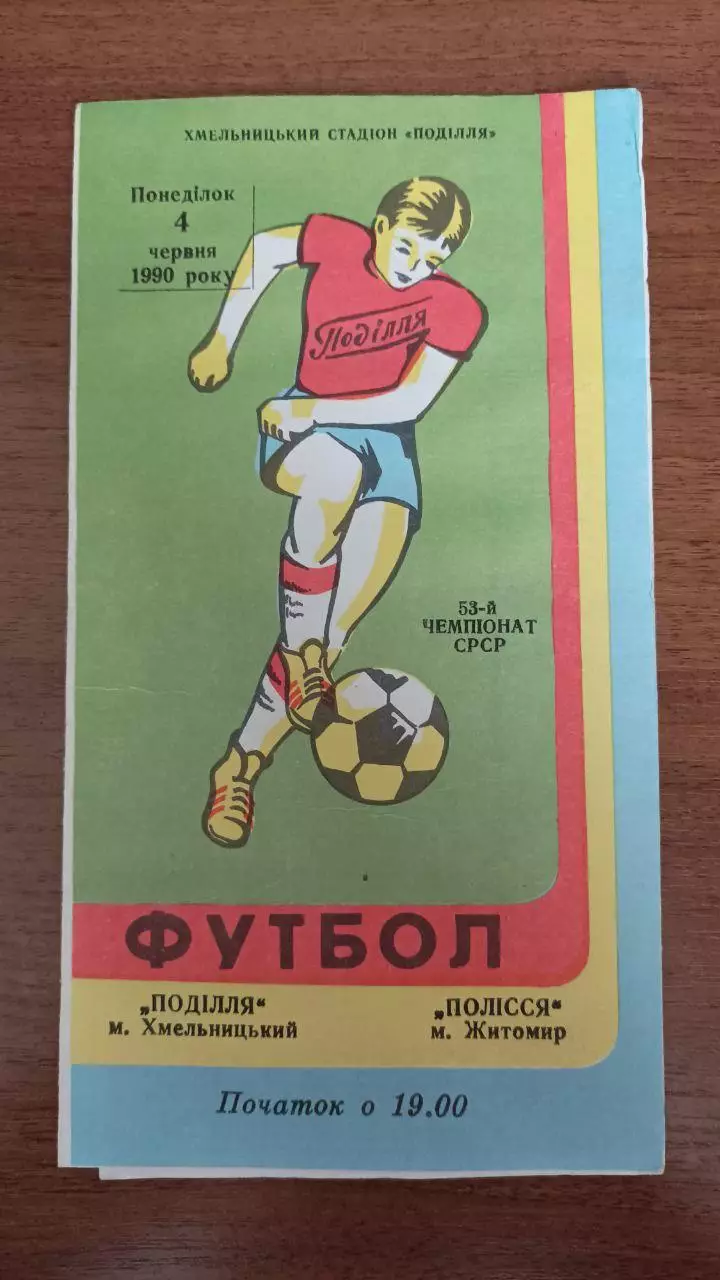 ХМЕЛЬНИЦЬКИЙ СТАДІОН «ПОДІЛЛЯ»
Понеділок
4
червня
1990 року
Поділля
53-й
ЧЕМПІОНАТ
СРСР
ФУТБОЛ
„ПОДІЛЛЯ“
м. Хмельницький
„ПОЛІССЯ“
м. Житомир
Початок о 19.00